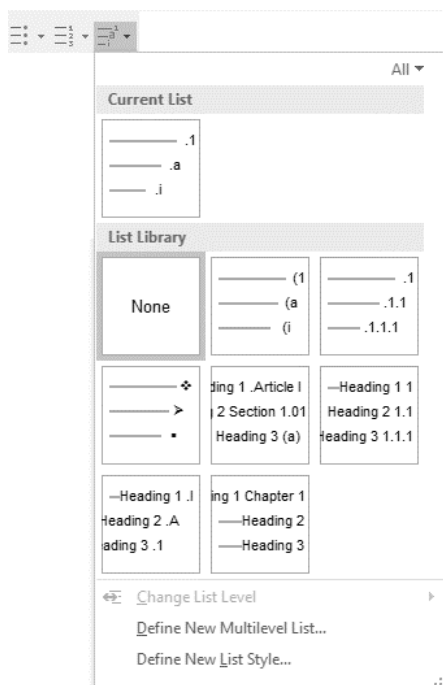 All
Current List
.1
.a
.i
List Library
None
(1
(a
(i
.1
.1.1
.1.1.1
ding 1 .Article I
2 Section 1.01
Heading 3 (a)
Heading 1 1
Heading 2 1.1
Heading 3 1.1.1
Heading 1 .I
Heading 2 .A
ading 3 .1
ing 1 Chapter 1
Heading 2
Heading 3
Change List Level
Define New Multilevel List...
Define New List Style...